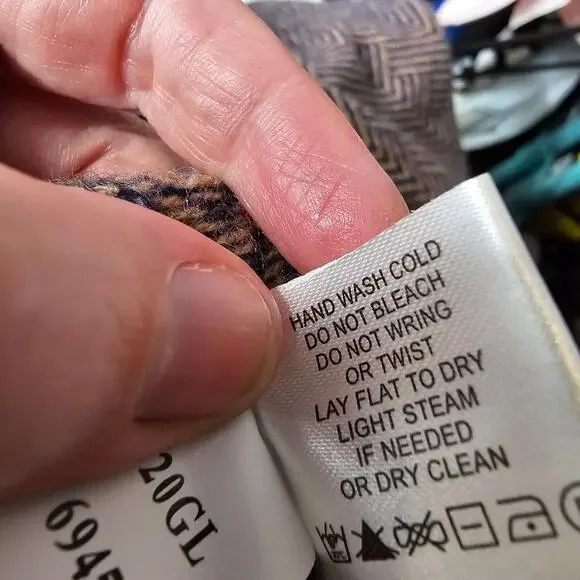 HAND WASH COLD
DO NOT BLEACH
DO NOT WRING
OR TWIST
LAY FLAT TO DRY
LIGHT STEAM
IF NEEDED
OR DRY CLEAN
20GL